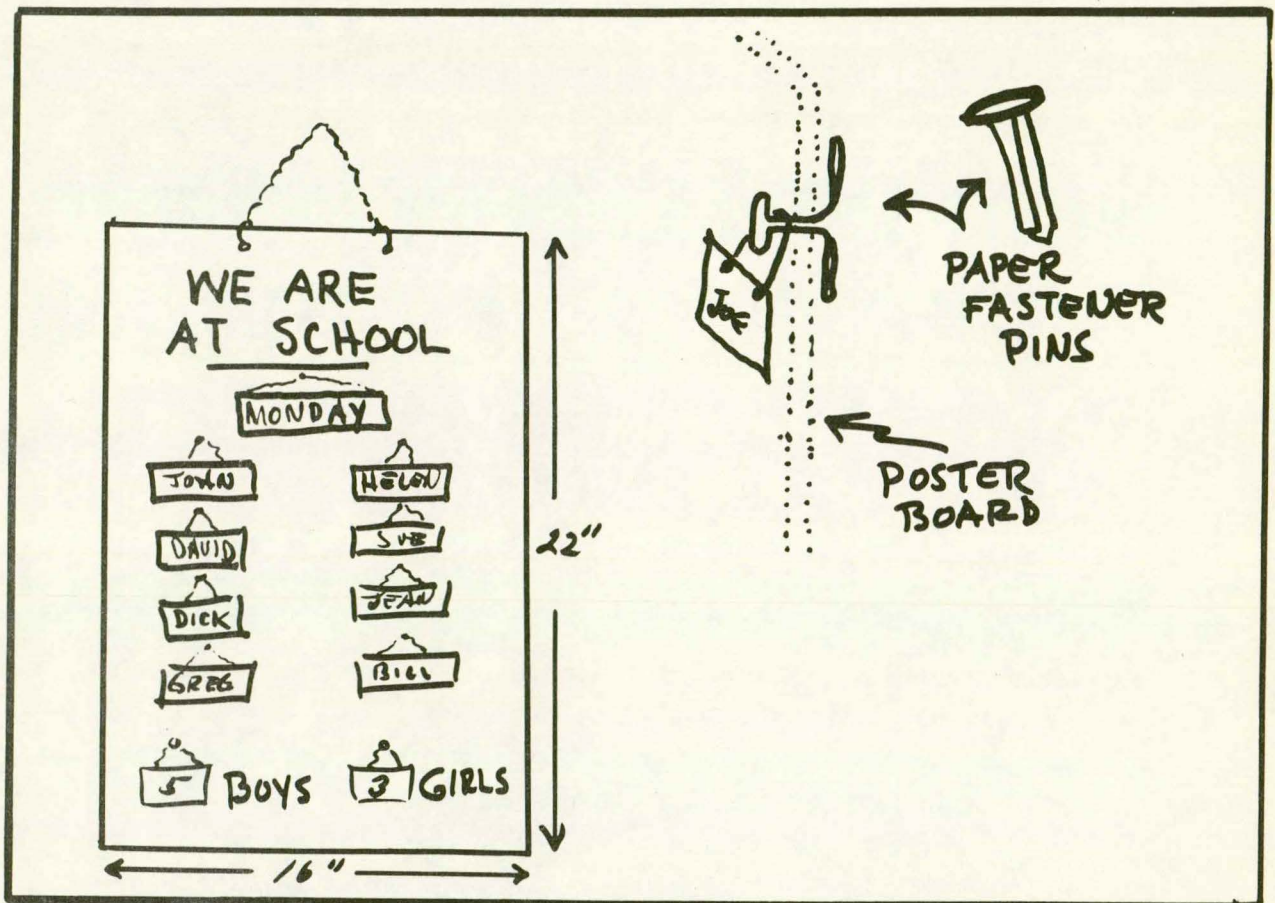 WE ARE
AT SCHOOL
MONDAY
JOHN
HELEN
DAVID
SUE
DICK
JEAN
GREG
BILL
5 BOYS 3 GIRLS
22"
16"
JOE
PAPER
FASTENER
PINS
POSTER
BOARD